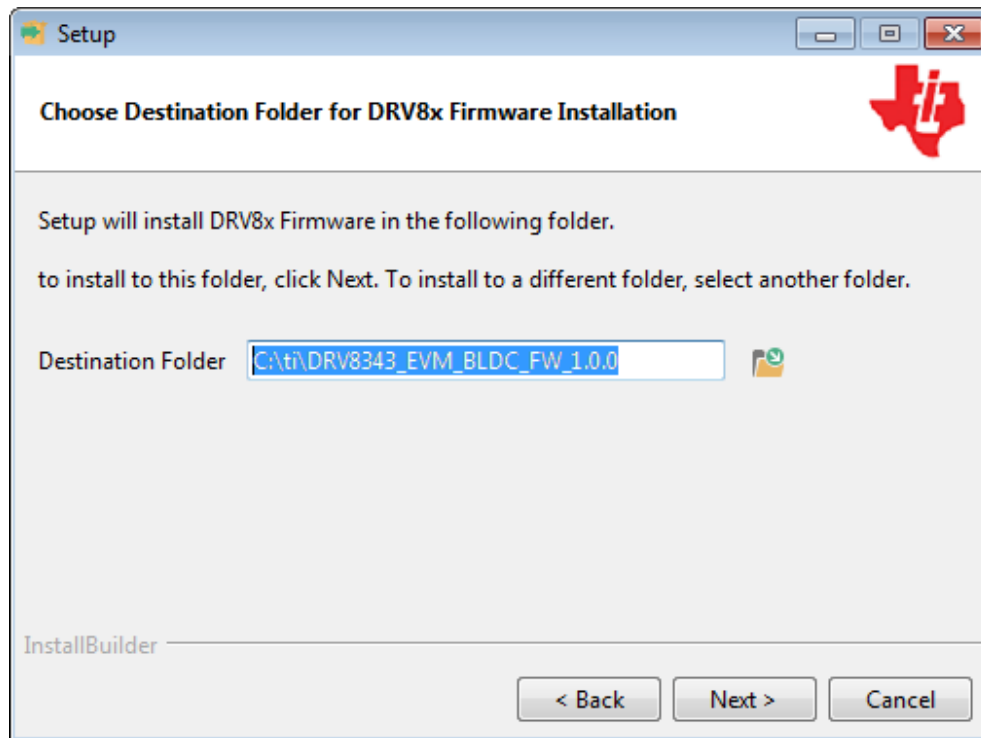 Setup
Choose Destination Folder for DRV8x Firmware Installation
Setup will install DRV8x Firmware in the following folder.
to install to this folder, click Next. To install to a different folder, select another folder.
Destination Folder C:\ti\DRV8343_EVM_BLDC_FW_1.0.0
InstallBuilder
< Back Next > Cancel